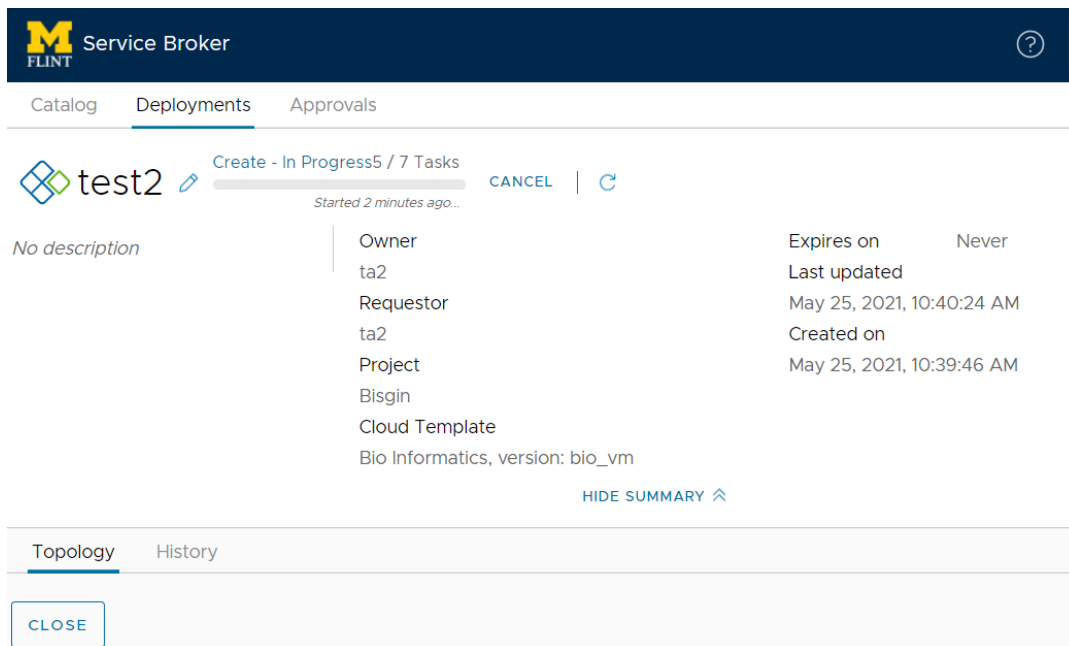 M
FLINT
Service Broker
?
Catalog Deployments Approvals
test2
Create - In Progress5 / 7 Tasks
CANCEL
Started 2 minutes ago...
No description
Owner
ta2
Requestor
ta2
Project
Bisgin
Cloud Template
Bio Informatics, version: bio_vm
Expires on Never
Last updated
May 25, 2021, 10:40:24 AM
Created on
May 25, 2021, 10:39:46 AM
HIDE SUMMARY
Topology History
CLOSE